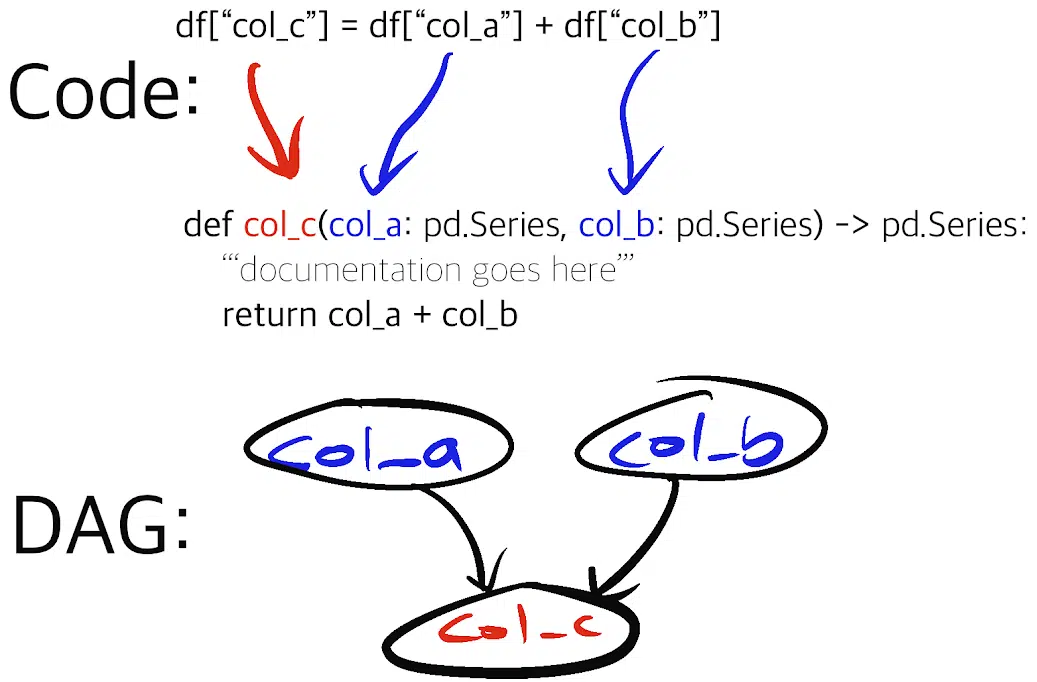 df[“col_c”] = df[“col_a”] + df[“col_b”]
Code:
def col_c(col_a: pd.Series, col_b: pd.Series) -> pd.Series:
“‘documentation goes here”’
return col_a + col_b
col_a
col_b
DAG:
col_c